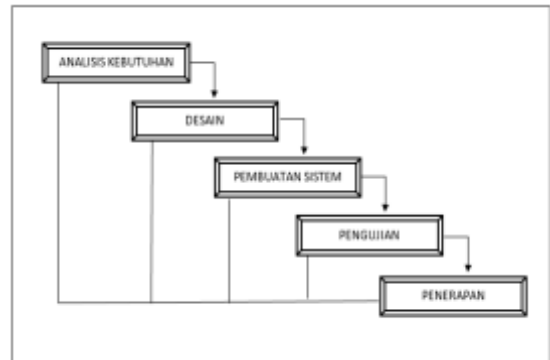 ANALISIS KEBUTUHAN
DESAIN
PEMBUATAN SISTEM
PENGUJIAN
PENERAPAN